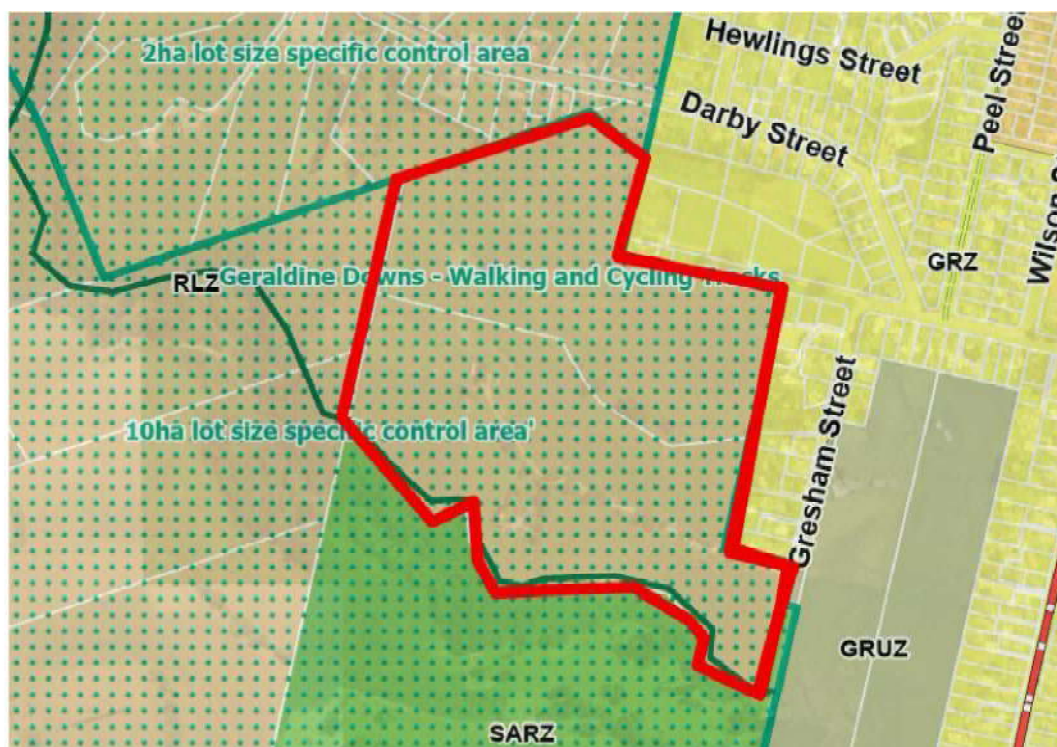 Hewlings Street
Peel Street
2ha lot size specific control area
Darby Street
Wilson
GRZ
RLZ
Geraldine Downs - Walking and Cycling Tracks
Gresham Street
10ha lot size specific control area'
GRUZ
SARZ